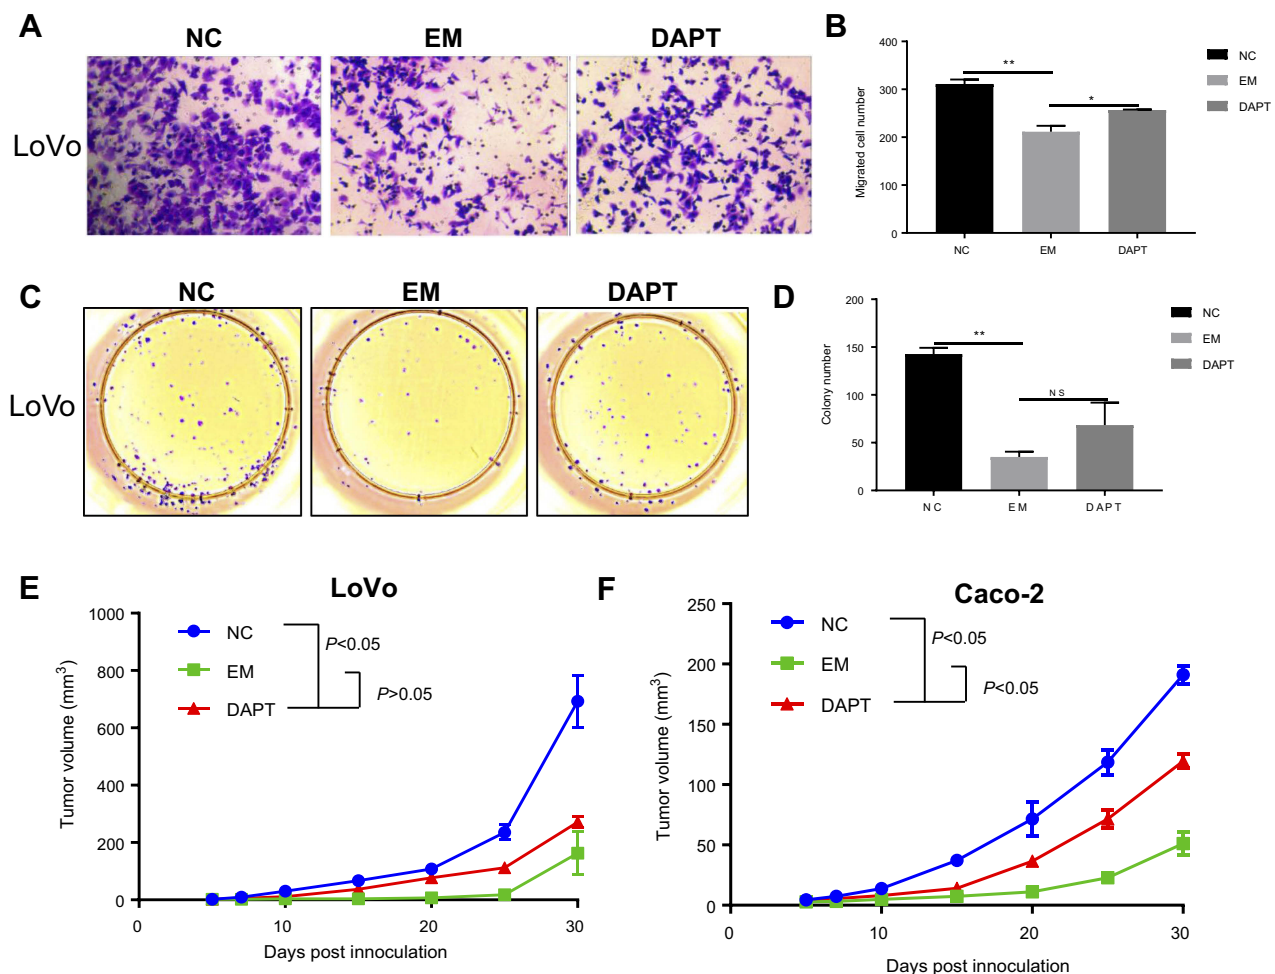 A
NC
EM
DAPT
LoVo
B
400
300
200
100
0
Migrated cell number
**
*
NC
EM
DAPT
NC
EM
DAPT
C
NC
EM
DAPT
LoVo
D
200
150
100
50
0
Colony number
**
NS
NC
EM
DAPT
NC
EM
DAPT
E
LoVo
1000
800
600
400
200
0
Tumor volume (mm³)
NC
EM
DAPT
P<0.05
P>0.05
0
10
20
30
Days post innoculation
F
Caco-2
250
200
150
100
50
0
Tumor volume (mm³)
NC
EM
DAPT
P<0.05
P<0.05
0
10
20
30
Days post innoculation